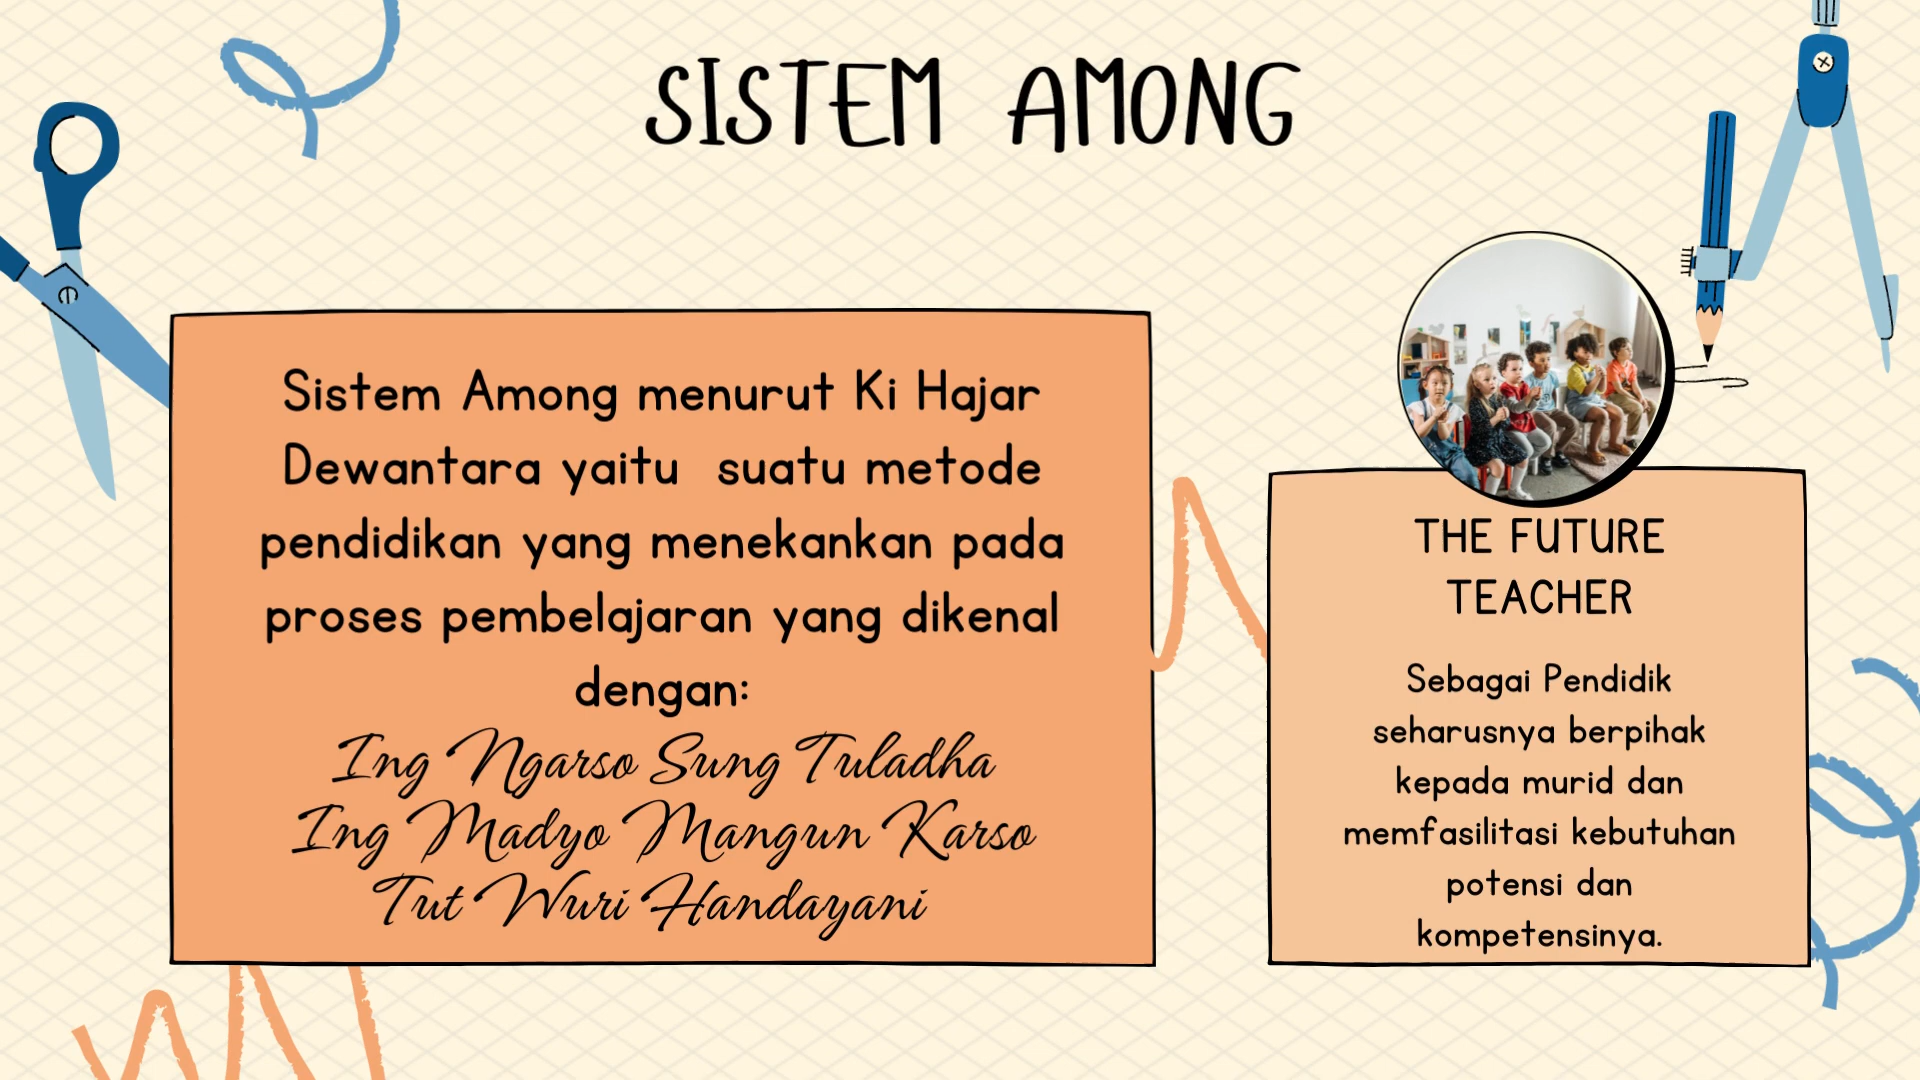 SISTEM AMONG
Sistem Among menurut Ki Hajar
Dewantara yaitu suatu metode
pendidikan yang menekankan pada
proses pembelajaran yang dikenal
dengan:
Ing Ngarso Sung Tuladha
Ing Madyo Mangun Karso
Tut Wuri Handayani
THE FUTURE
TEACHER
Sebagai Pendidik
seharusnya berpihak
kepada murid dan
memfasilitasi kebutuhan
potensi dan
kompetensinya.